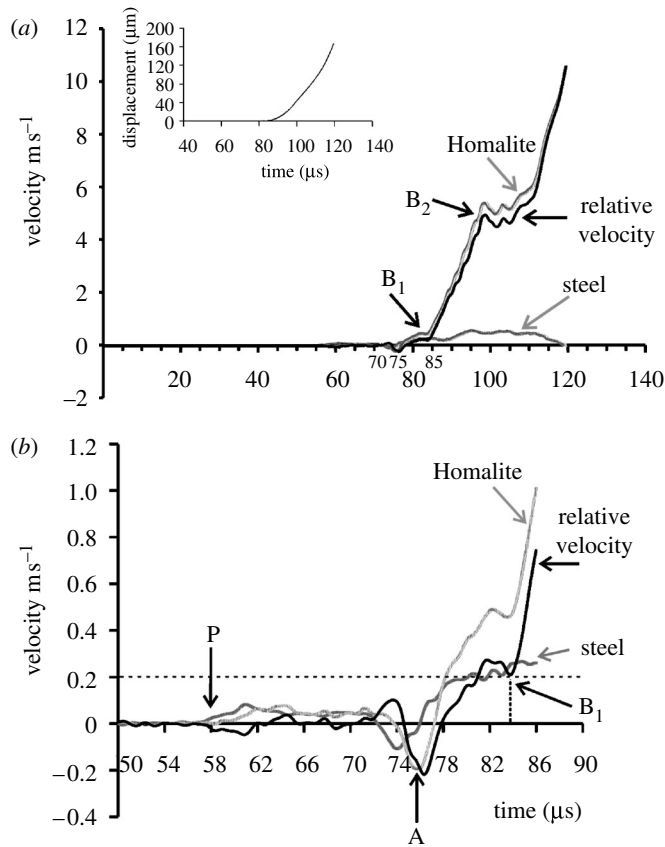 (a)
displacement (µm)
200
160
120
80
40
0
40 60 80 100 120 140
time (µs)
velocity m s⁻¹
12
10
8
6
4
2
0
−2
Homalite
B₂
relative
velocity
B₁
steel
70 75 85
20 40 60 80 100 120 140
(b)
velocity m s⁻¹
1.2
1.0
0.8
0.6
0.4
0.2
0
−0.2
−0.4
Homalite
relative
velocity
P
steel
B₁
50 54 58 62 66 70 74 78 82 86 90
A
time (µs)